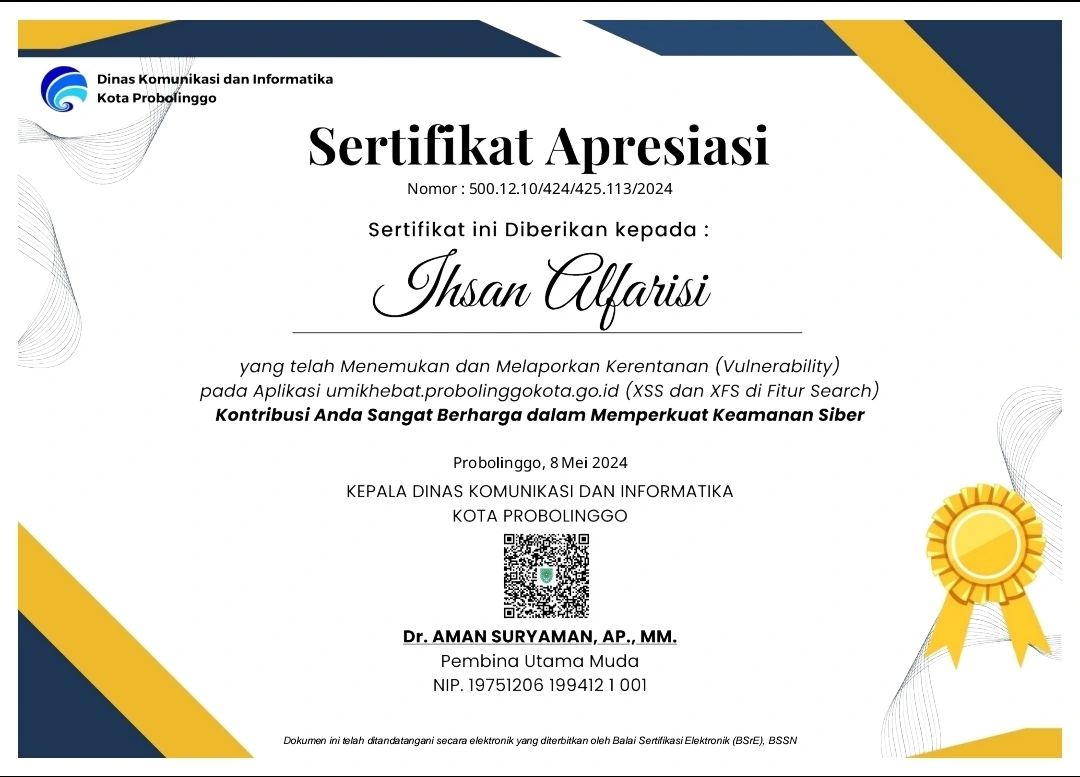 Dinas Komunikasi dan Informatika
Kota Probolinggo
Sertifikat Apresiasi
Nomor : 500.12.10/424/425.113/2024
Sertifikat ini Diberikan kepada :
Ihsan Alfarisi
yang telah Menemukan dan Melaporkan Kerentanan (Vulnerability)
pada Aplikasi umikhebat.probolinggokota.go.id (XSS dan XFS di Fitur Search)
Kontribusi Anda Sangat Berharga dalam Memperkuat Keamanan Siber
Probolinggo, 8 Mei 2024
KEPALA DINAS KOMUNIKASI DAN INFORMATIKA
KOTA PROBOLINGGO
Dr. AMAN SURYAMAN, AP., MM.
Pembina Utama Muda
NIP. 19751206 199412 1 001
Dokumen ini telah ditandatangani secara elektronik yang diterbitkan oleh Balai Sertifikasi Elektronik (BSrE), BSSN